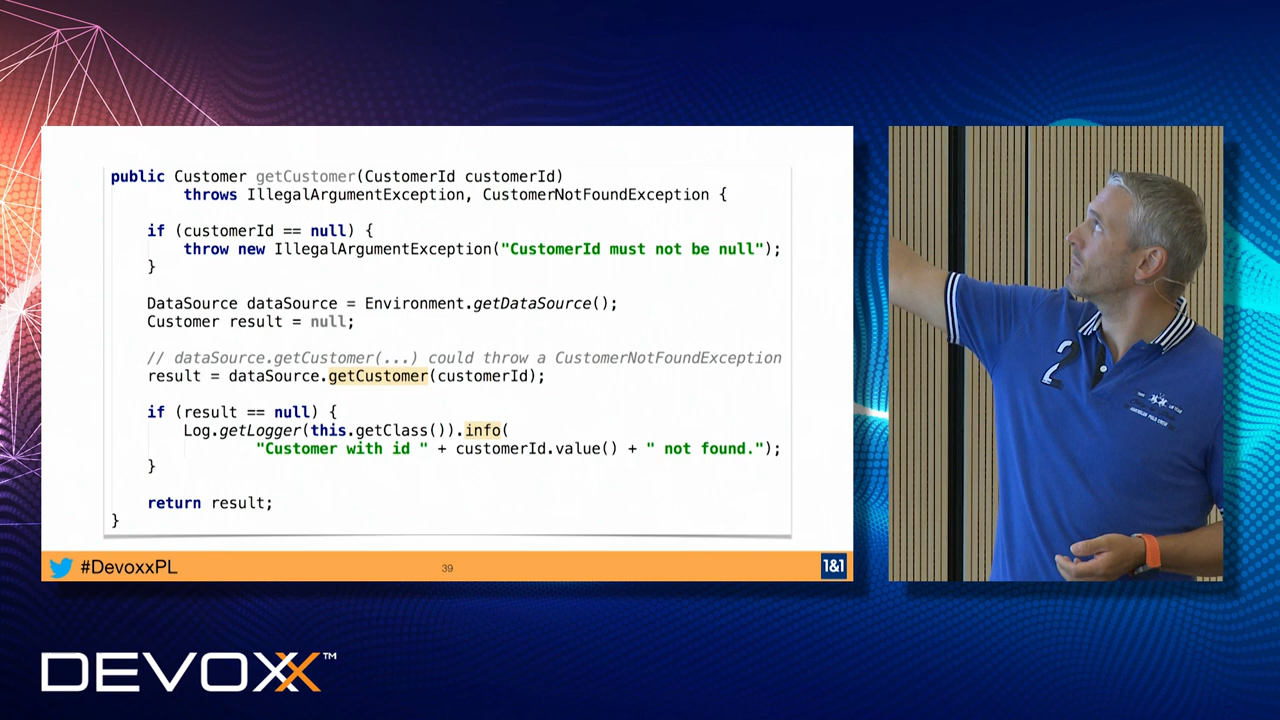 public Customer getCustomer(CustomerId customerId)
        throws IllegalArgumentException, CustomerNotFoundException {
    if (customerId == null) {
        throw new IllegalArgumentException("CustomerId must not be null");
    }
    DataSource dataSource = Environment.getDataSource();
    Customer result = null;
    // dataSource.getCustomer(...) could throw a CustomerNotFoundException
    result = dataSource.getCustomer(customerId);
    if (result == null) {
        Log.getLogger(this.getClass()).info(
                "Customer with id " + customerId.value() + " not found.");
    }
    return result;
}
#DevoxxPL
39
1&1
2
DEVOXX™